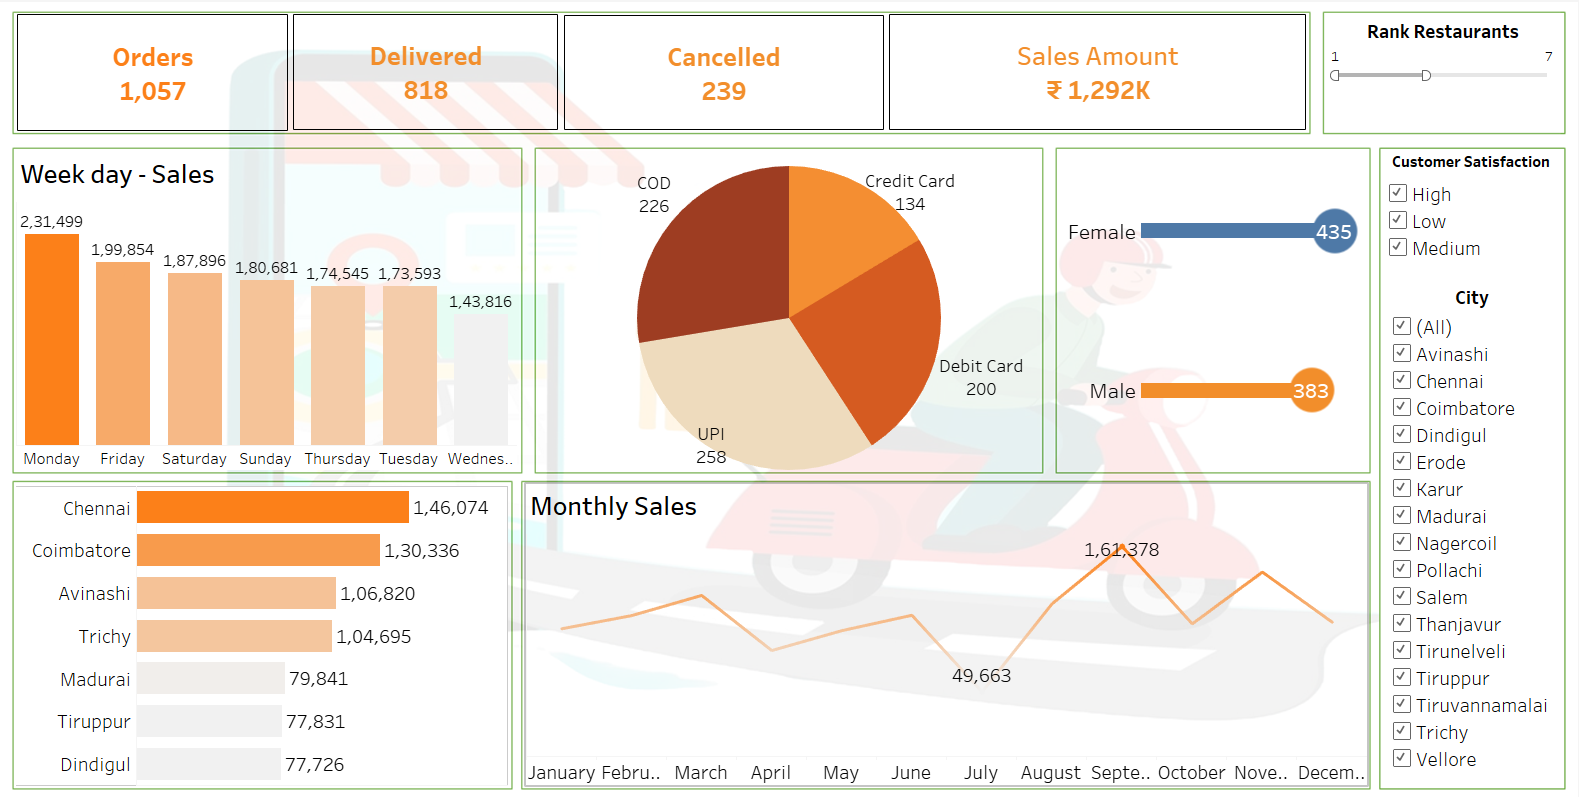 Orders
1,057
Delivered
818
Cancelled
239
Sales Amount
₹ 1,292K
Rank Restaurants
1 7
Week day - Sales
2,31,499
1,99,854
1,87,896
1,80,681
1,74,545
1,73,593
1,43,816
Monday Friday Saturday Sunday Thursday Tuesday Wednes..
COD
226
Credit Card
134
Debit Card
200
UPI
258
Female 435
Male 383
Customer Satisfaction
High
Low
Medium
City
(All)
Avinashi
Chennai
Coimbatore
Dindigul
Erode
Karur
Madurai
Nagercoil
Pollachi
Salem
Thanjavur
Tirunelveli
Tiruppur
Tiruvannamalai
Trichy
Vellore
Chennai 1,46,074
Coimbatore 1,30,336
Avinashi 1,06,820
Trichy 1,04,695
Madurai 79,841
Tiruppur 77,831
Dindigul 77,726
Monthly Sales
1,61,378
49,663
January Febru.. March April May June July August Septe.. October Nove.. Decem..